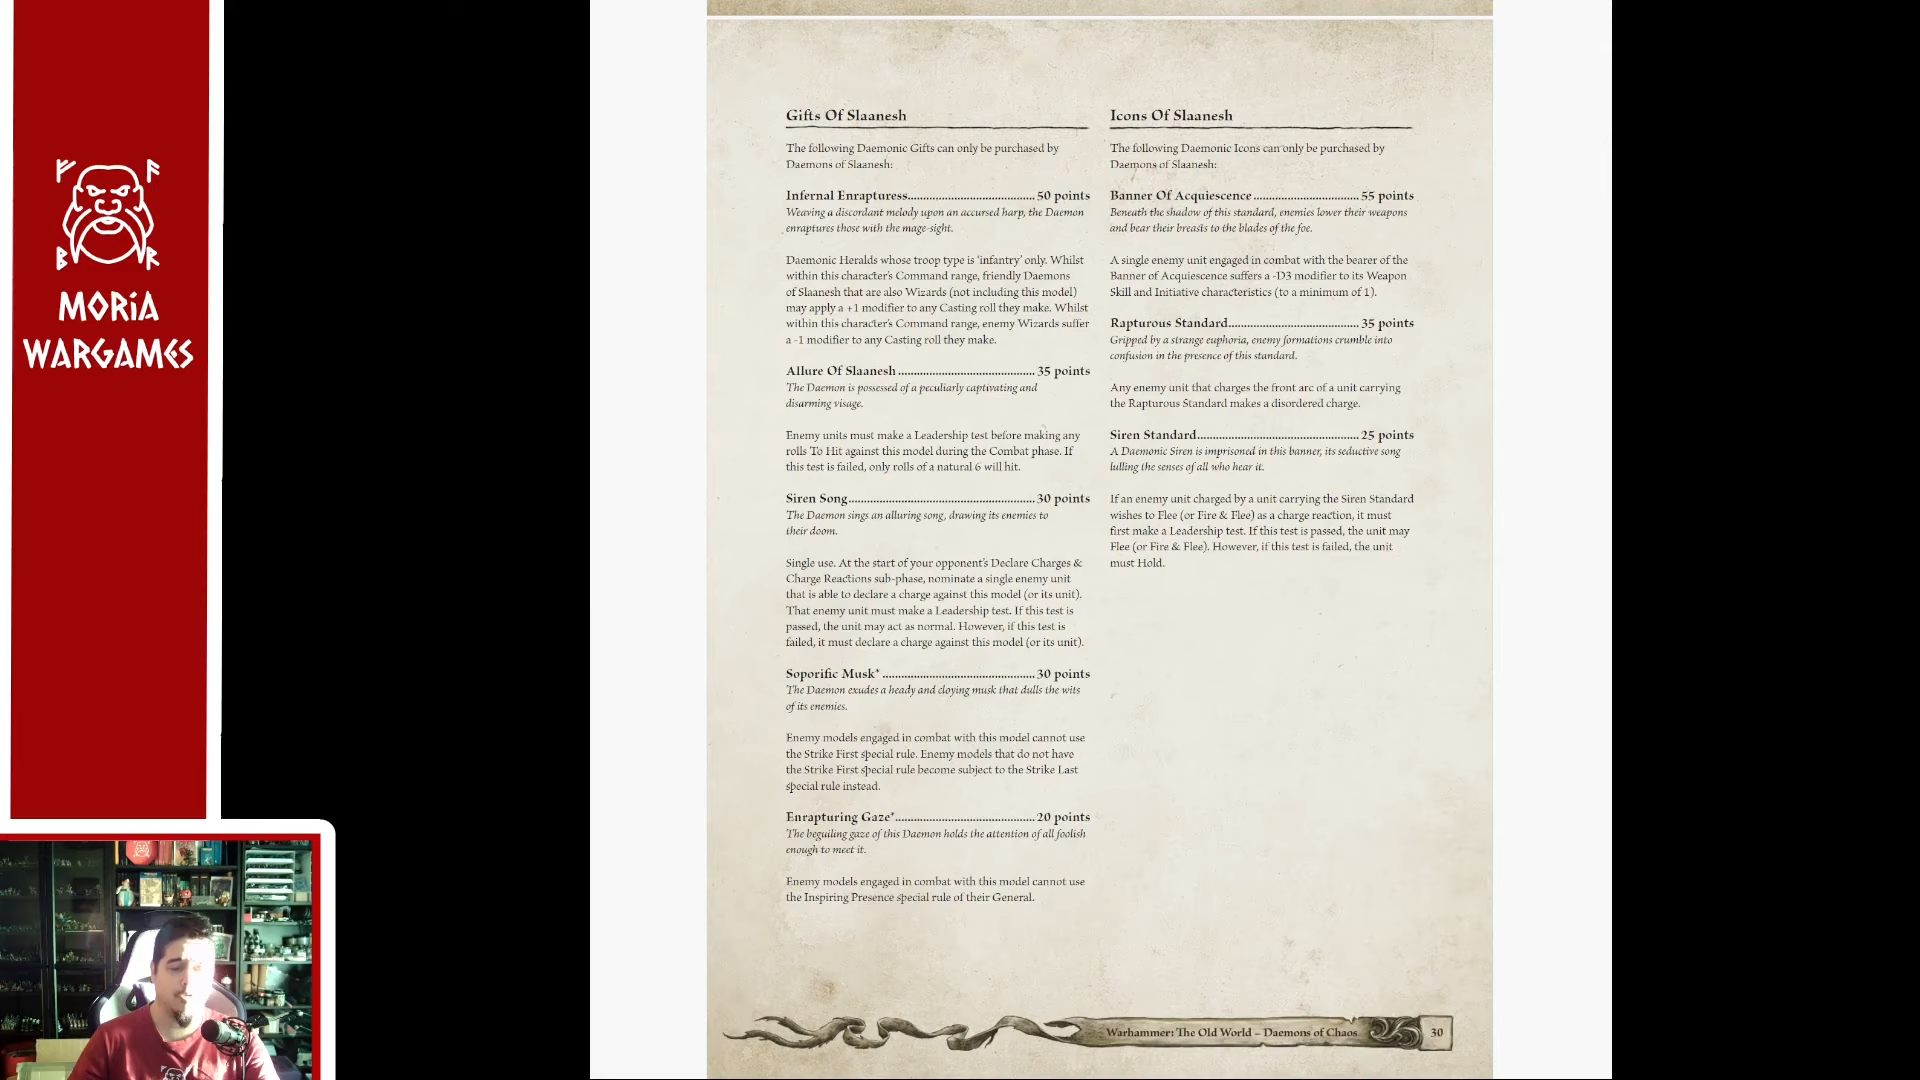 MORiA
WARGAMES
Gifts Of Slaanesh
The following Daemonic Gifts can only be purchased by
Daemons of Slaanesh:
Infernal Enrapturess.......................................... 50 points
Weaving a discordant melody upon an accursed harp, the Daemon
enraptures those with the mage-sight.
Daemonic Heralds whose troop type is ‘infantry’ only. Whilst
within this character’s Command range, friendly Daemons
of Slaanesh that are also Wizards (not including this model)
may apply a +1 modifier to any Casting roll they make. Whilst
within this character’s Command range, enemy Wizards suffer
a -1 modifier to any Casting roll they make.
Allure Of Slaanesh ............................................. 35 points
The Daemon is possessed of a peculiarly captivating and
disarming visage.
Enemy units must make a Leadership test before making any
rolls To Hit against this model during the Combat phase. If
this test is failed, only rolls of a natural 6 will hit.
Siren Song............................................................. 30 points
The Daemon sings an alluring song, drawing its enemies to
their doom.
Single use. At the start of your opponent’s Declare Charges &
Charge Reactions sub-phase, nominate a single enemy unit
that is able to declare a charge against this model (or its unit).
That enemy unit must make a Leadership test. If this test is
passed, the unit may act as normal. However, if this test is
failed, it must declare a charge against this model (or its unit).
Soporific Musk* .................................................. 30 points
The Daemon exudes a heady and cloying musk that dulls the wits
of its enemies.
Enemy models engaged in combat with this model cannot use
the Strike First special rule. Enemy models that do not have
the Strike First special rule become subject to the Strike Last
special rule instead.
Enrapturing Gaze*.............................................. 20 points
The beguiling gaze of this Daemon holds the attention of all foolish
enough to meet it.
Enemy models engaged in combat with this model cannot use
the Inspiring Presence special rule of their General.
Icons Of Slaanesh
The following Daemonic Icons can only be purchased by
Daemons of Slaanesh:
Banner Of Acquiescence ................................... 55 points
Beneath the shadow of this standard, enemies lower their weapons
and bear their breasts to the blades of the foe.
A single enemy unit engaged in combat with the bearer of the
Banner of Acquiescence suffers a -D3 modifier to its Weapon
Skill and Initiative characteristics (to a minimum of 1).
Rapturous Standard........................................... 35 points
Gripped by a strange euphoria, enemy formations crumble into
confusion in the presence of this standard.
Any enemy unit that charges the front arc of a unit carrying
the Rapturous Standard makes a disordered charge.
Siren Standard..................................................... 25 points
A Daemonic Siren is imprisoned in this banner, its seductive song
lulling the senses of all who hear it.
If an enemy unit charged by a unit carrying the Siren Standard
wishes to Flee (or Fire & Flee) as a charge reaction, it must
first make a Leadership test. If this test is passed, the unit may
Flee (or Fire & Flee). However, if this test is failed, the unit
must Hold.
Warhammer: The Old World – Daemons of Chaos 30